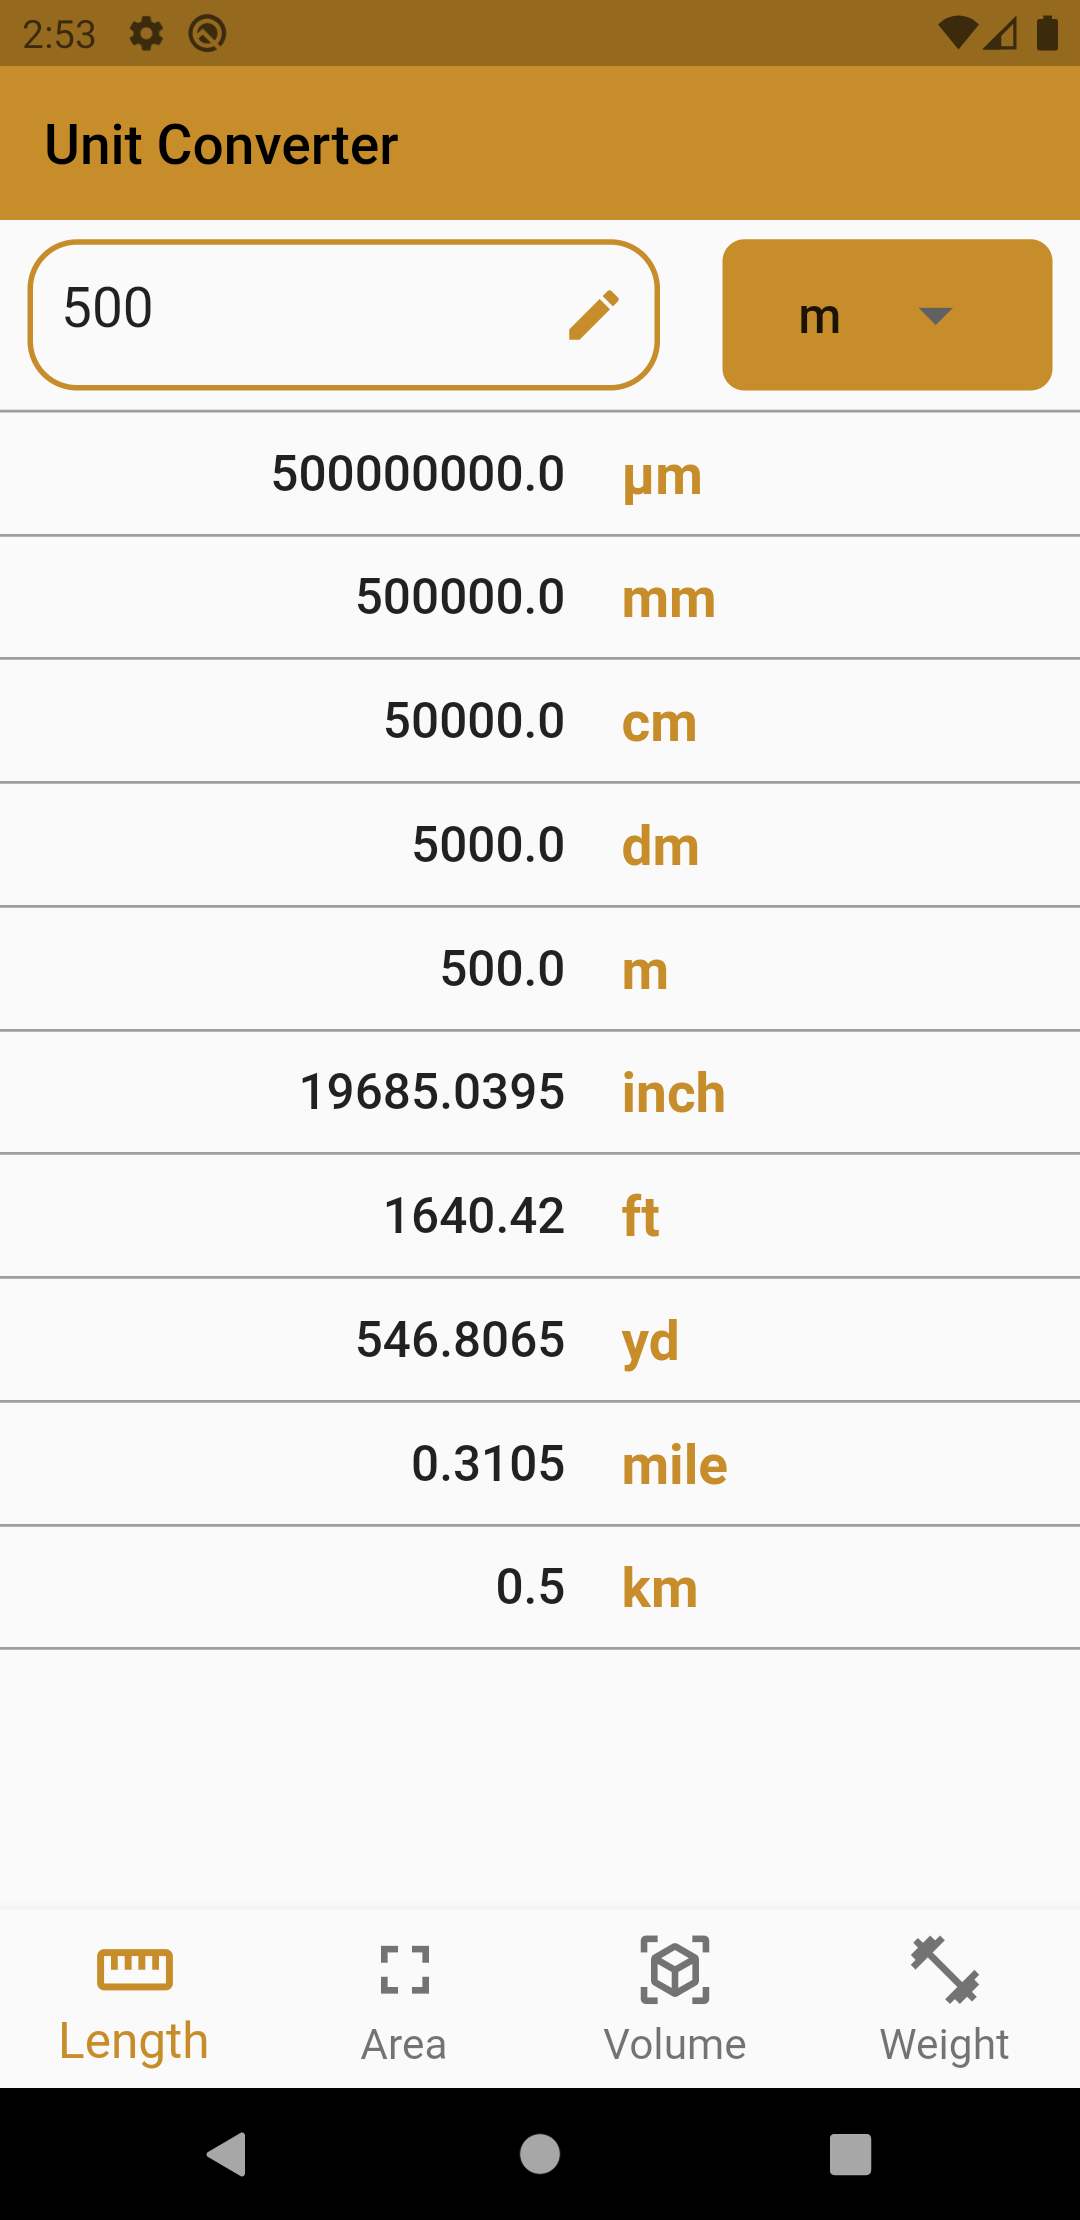 2:53
Unit Converter
500
m
500000000.0 µm
500000.0 mm
50000.0 cm
5000.0 dm
500.0 m
19685.0395 inch
1640.42 ft
546.8065 yd
0.3105 mile
0.5 km
Length Area Volume Weight